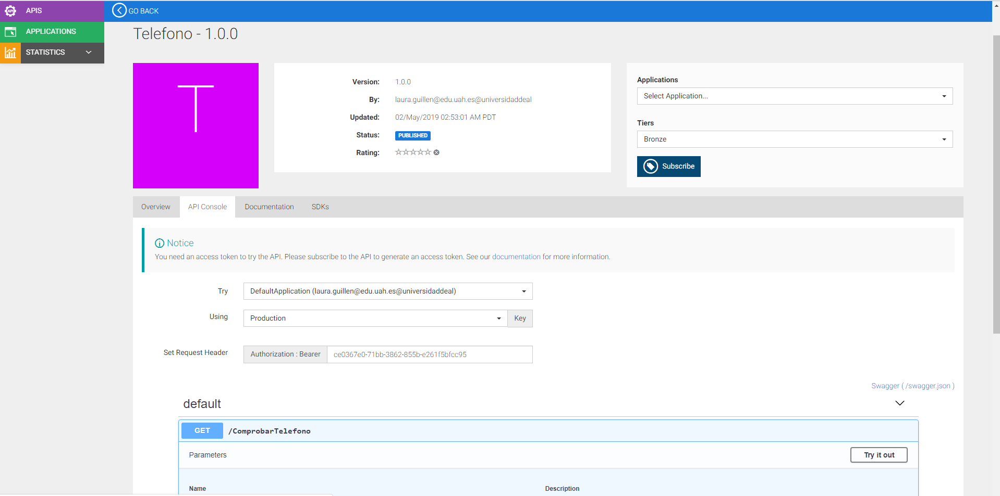 API
APIS
GO BACK
APPLICATIONS
STATISTICS
Telefono - 1.0.0
T
Version: 1.0.0
By: laura.guillen@edu.uah.es@universidaddeal
Updated: 02/May/2019 02:53:01 AM PDT
Status: PUBLISHED
Rating:
Applications
Select Application...
Tiers
Bronze
Subscribe
Overview API Console Documentation SDKs
Notice
You need an access token to try the API. Please subscribe to the API to generate an access token. See our documentation for more information.
Try DefaultApplication (laura.guillen@edu.uah.es@universidaddeal)
Using Production Key
Set Request Header Authorization : Bearer ce0367e0-71bb-3862-855b-e261f5bfcc95
Swagger ( /swagger.json )
default
GET /ComprobarTelefono
Parameters Try it out
Name Description